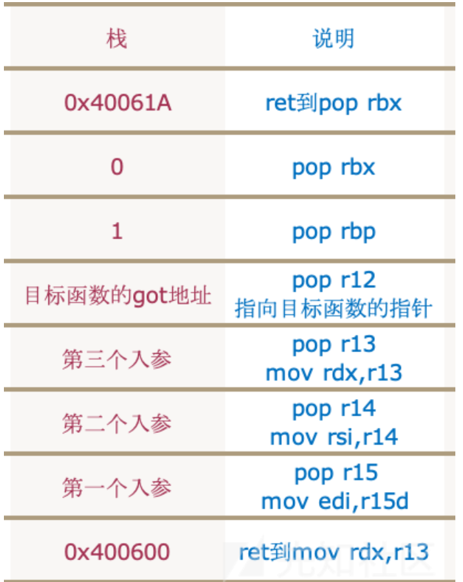 栈 说明
0x40061A ret到pop rbx
0 pop rbx
1 pop rbp
目标函数的got地址 pop r12
指向目标函数的指针
第三个入参 pop r13
mov rdx,r13
第二个入参 pop r14
mov rsi,r14
第一个入参 pop r15
mov edi,r15d
0x400600 ret到mov rdx,r13
先知社区